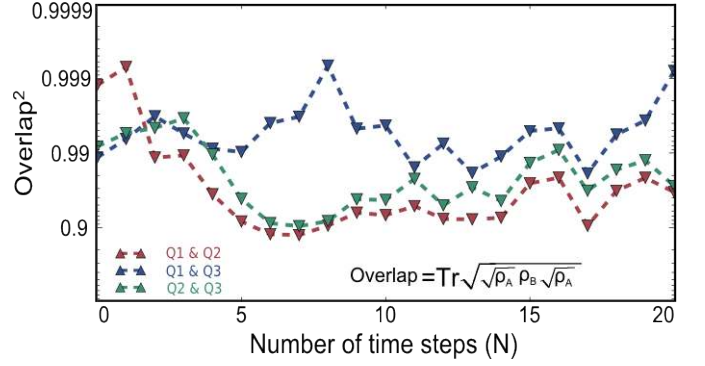 0.9999
0.999
0.99
0.9
Overlap²
Q1 & Q2
Q1 & Q3
Q2 & Q3
Overlap =Tr√√ρA ρB √ρA
0 5 10 15 20
Number of time steps (N)